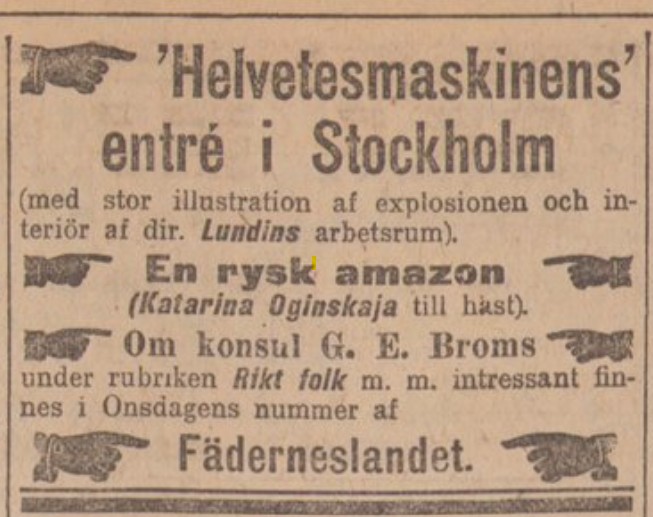 'Helvetesmaskinens'
entré i Stockholm
(med stor illustration af explosionen och in-
teriör af dir. Lundins arbetsrum).
En rysk amazon
(Katarina Oginskaja till häst).
Om konsul G. E. Broms
under rubriken Rikt folk m. m. intressant fin-
nes i Onsdagens nummer af
Fäderneslandet.